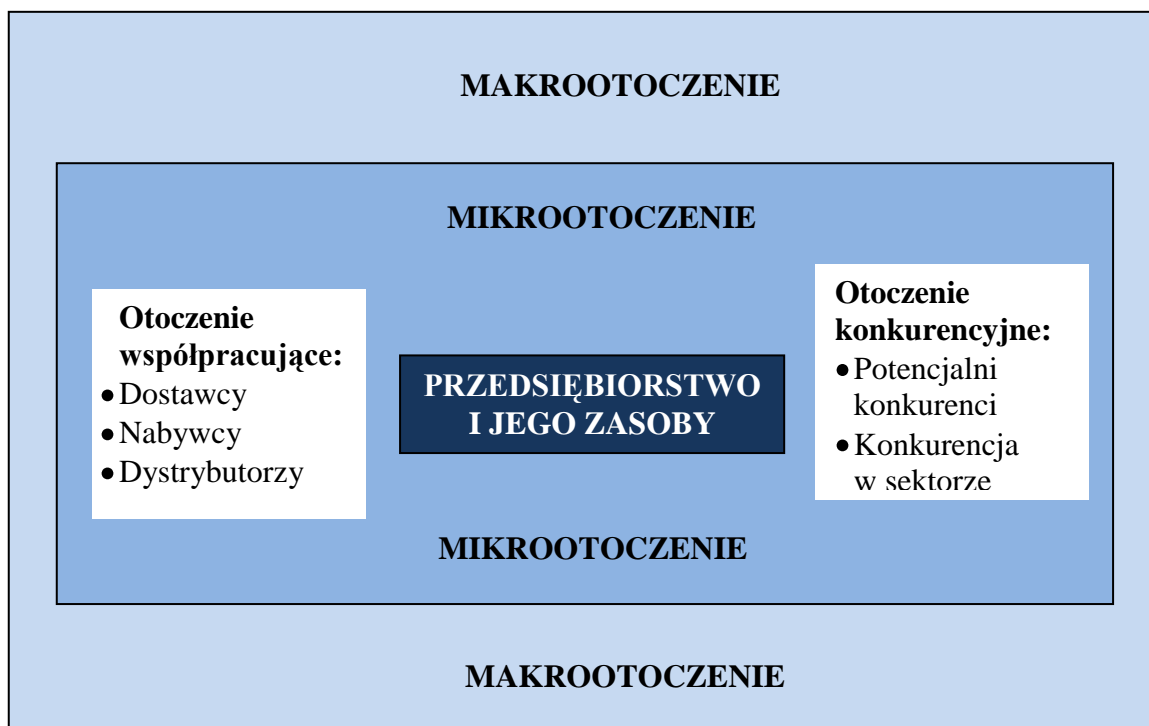 MAKROOTOCZENIE
MIKROOTOCZENIE
Otoczenie
współpracujące:
• Dostawcy
• Nabywcy
• Dystrybutorzy
PRZEDSIĘBIORSTWO
I JEGO ZASOBY
Otoczenie
konkurencyjne:
• Potencjalni
konkurenci
• Konkurencja
w sektorze
MIKROOTOCZENIE
MAKROOTOCZENIE